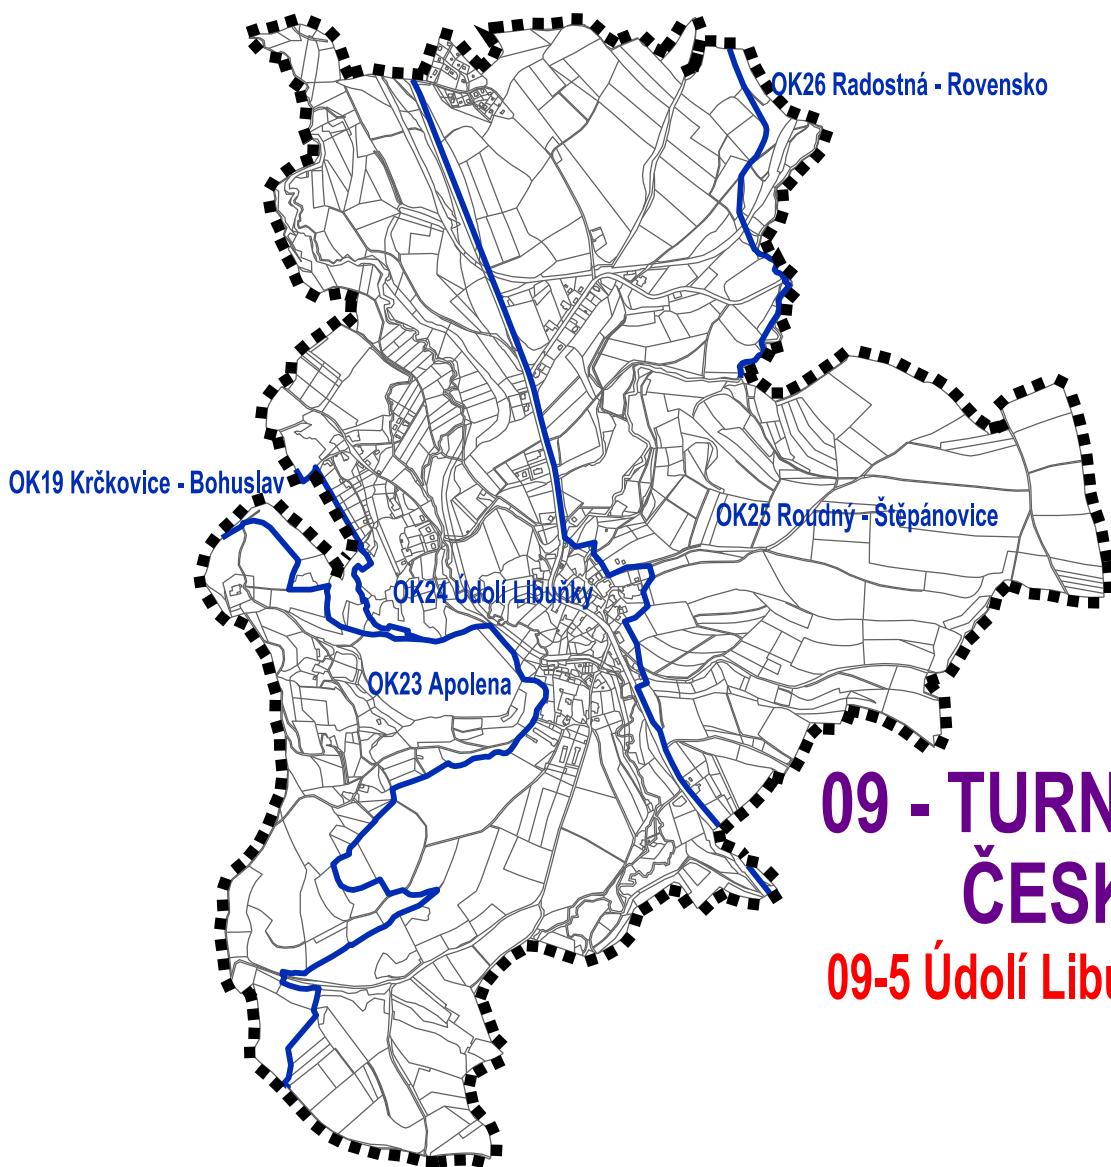 OK26 Radostná - Rovensko
OK19 Krčkovice - Bohuslav
OK25 Roudný - Štěpánovice
OK24 Údolí Libuňky
OK23 Apolena
09 - TURN
ČESK
09-5 Údolí Libu